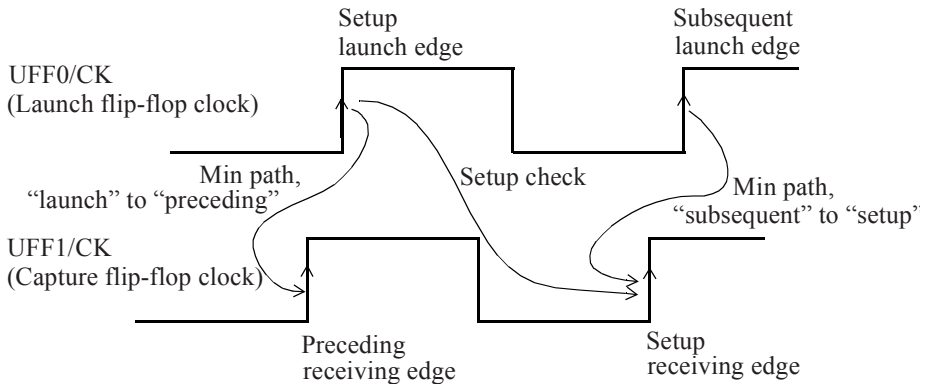 Setup
launch edge
Subsequent
launch edge
UFF0/CK
(Launch flip-flop clock)
Min path,
“launch” to “preceding”
Setup check
Min path,
“subsequent” to “setup”
UFF1/CK
(Capture flip-flop clock)
Preceding
receiving edge
Setup
receiving edge